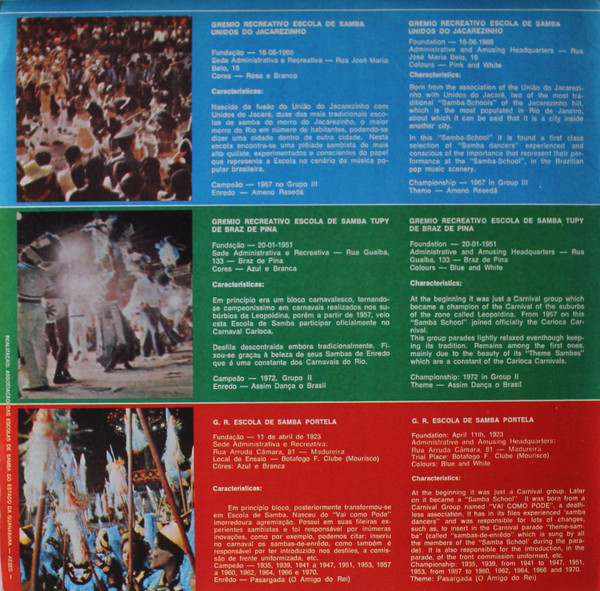 GREMIO RECREATIVO ESCOLA DE SAMBA
UNIDOS DO JACAREZINHO
Fundação — 16-06-1966
Sede Administrativa e Recreativa — Rua José Maria
Belo, 16
Cores — Rosa e Branco
Características:
Nascida da fusão do União do Jacarezinho com
Unidos do Jacaré, duas das mais tradicionais esco-
las de samba do morro do Jacarezinho, o maior
morro do Rio em número de habitantes, podendo-se
dizer uma cidade dentro de outra cidade. Nesta
escola encontra-se uma plêiade sambista de mais
alto quilate, experimentados e conscientes do papel
que representa a Escola no cenário da música po-
pular brasileira.
Campeão — 1967 no Grupo III
Enredo — Ameno Resedá
GREMIO RECREATIVO ESCOLA DE SAMBA
UNIDOS DO JACAREZINHO
Foundation — 16-06-1966
Administrative and Amusing Headquarters — Rua
José Maria Belo, 16
Colours — Pink and White
Characteristics:
Born from the association of the União do Jacarezi-
nho with Unidos do Jacaré, two of the most tra-
ditional "Samba-Schools" of the Jacarezinho hill,
which is the most populated in Rio de Janeiro,
about which it can be said that it is a city inside
another city.
In this "Samba-School" it is found a first class
selection of "Samba dancers" experienced and
conscious of the importance that represent their per-
formance at the "Samba-School", in the Brazilian
pop music scenery.
Championship — 1967 in Group III
Theme — Ameno Resedá
GREMIO RECREATIVO ESCOLA DE SAMBA TUPY
DE BRAZ DE PINA
Fundação — 20-01-1951
Sede Administrativa e Recreativa — Rua Guaíba,
133 — Braz de Pina
Cores — Azul e Branca
Características:
Em princípio era um bloco carnavalesco, tornando-
se campeoníssimo em carnavais realizados nos su-
búrbios da Leopoldina, porém a partir de 1957, veio
esta Escola de Samba participar oficialmente no
Carnaval Carioca.
Desfila descontraída embora tradicionalmente. Fi-
xou-se graças à beleza de seus Sambas de Enredo
que é uma constante dos Carnavais do Rio.
Campeão — 1972, Grupo II
Enredo — Assim Dança o Brasil
GREMIO RECREATIVO ESCOLA DE SAMBA TUPY
DE BRAZ DE PINA
Foundation — 20-01-1951
Administrative and Amusing Headquarters — Rua
Guaíba, 133 — Braz de Pina
Colours — Blue and White
Characteristics:
At the beginning it was just a Carnival group which
became a champion of the Carnival of the suburbs
of the zone called Leopoldina. From 1957 on this
"Samba School" joined officially the Carioca Car-
nival.
This group parades lightly relaxed eventhough keep-
ing its tradition. Remains among the first ones,
mainly due to the beauty of its "Theme Sambas"
which are a constant of the Carioca Carnivals.
Championship: 1972 in Group II
Theme — Assim Dança o Brasil
G. R. ESCOLA DE SAMBA PORTELA
Fundação — 11 de abril de 1923
Sede Administrativa e Recreativa:
Rua Arruda Câmara, 81 — Madureira
Local de Ensaio — Botafogo F. Clube (Mourisco)
Côres: Azul e Branca
Características:
Em princípio bloco, posteriormente transformou-se
em Escola de Samba. Nasceu do "Vai como Pode"
imorredoura agremiação. Possui em suas fileiras ex-
perientes sambistas e foi responsável por inúmeras
inovações, como por exemplo, podemos citar: inseriu
no carnaval os sambas-de-enrêdo, como também é
responsável por ter introduzido nos desfiles, a comis-
são de frente uniformizada, etc.
Campeão — 1935, 1939, 1941 a 1947, 1951, 1953, 1957
a 1960, 1962, 1964, 1966 e 1970.
Enrêdo — Pasargada (O Amigo do Rei)
G. R. ESCOLA DE SAMBA PORTELA
Foundation: April 11th, 1923
Administrative and Amusing Headquarters:
Rua Arruda Câmara, 81 — Madureira
Trial Place: Botafogo F. Clube (Mourisco)
Colours: Blue and White
Characteristics:
At the beginning it was just a Carnival group. Later
on it became a "Samba School". It was born from a
Carnival Group named "VAI COMO PODE", a death-
less association. It has in its files experienced 'samba
dancers" and was responsible for lots of changes,
such as, to insert in the Carnival parade "theme-sam-
ba" (called "sambas-de-enrêdo" which is sung by all
the members of the "Samba School' during the para-
de). It is also responsible for the introduction, in the
parade, of the front commission uniformed, etc.
Championship: 1935, 1939, from 1941 to 1947, 1951,
1953, from 1957 to 1960, 1962, 1964, 1966 and 1970.
Theme: Pasargada (O Amigo do Rei)
REALIZAÇÃO: ASSOCIAÇÃO DAS ESCOLAS DE SAMBA DO ESTADO DA GUANABARA — AESEG